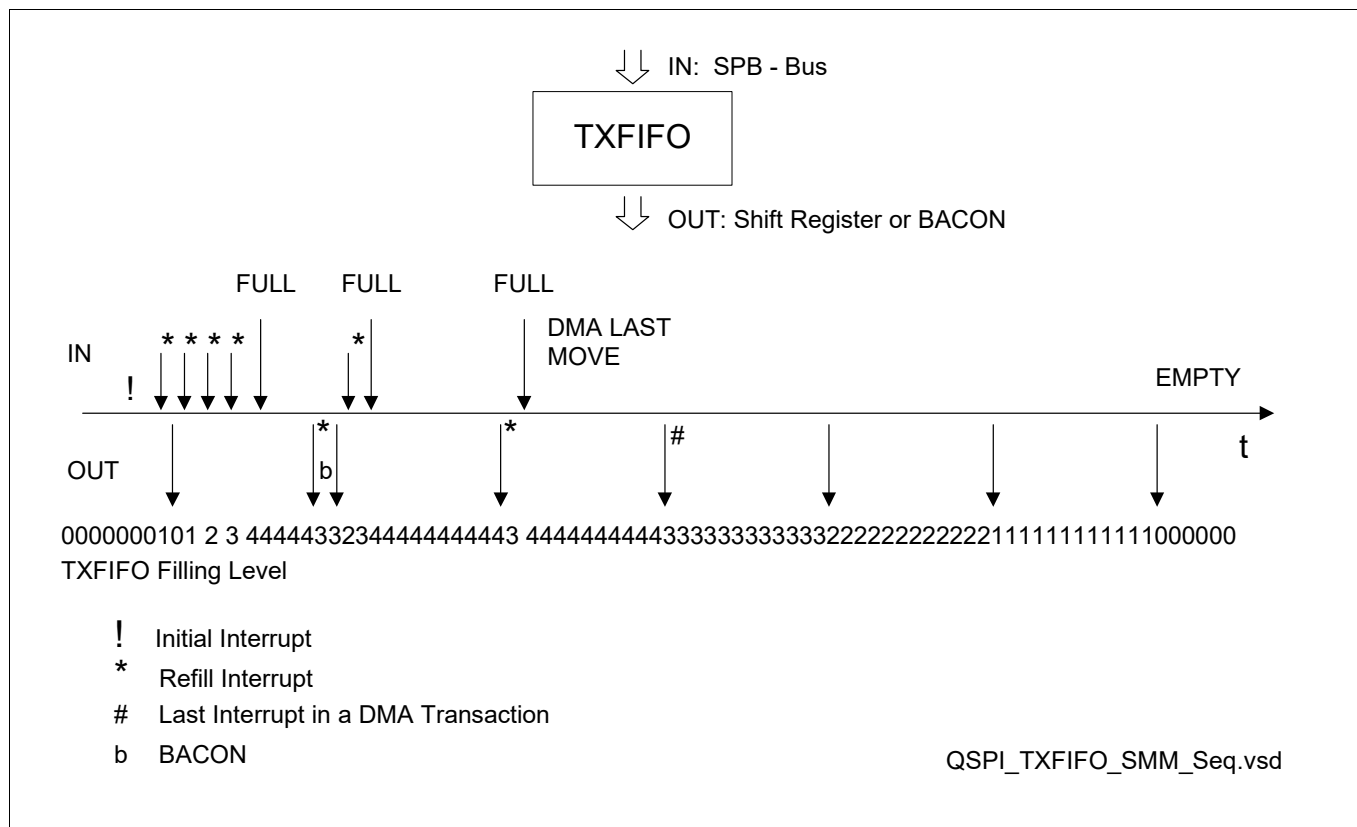 IN: SPB - Bus
TXFIFO
OUT: Shift Register or BACON
FULL FULL FULL
* * * * * DMA LAST
MOVE
IN
! EMPTY
* * # t
OUT b
0000000101 2 3 444443323444444444443 44444444444333333333333322222222222221111111111111000000
TXFIFO Filling Level
! Initial Interrupt
* Refill Interrupt
# Last Interrupt in a DMA Transaction
b BACON
QSPI_TXFIFO_SMM_Seq.vsd